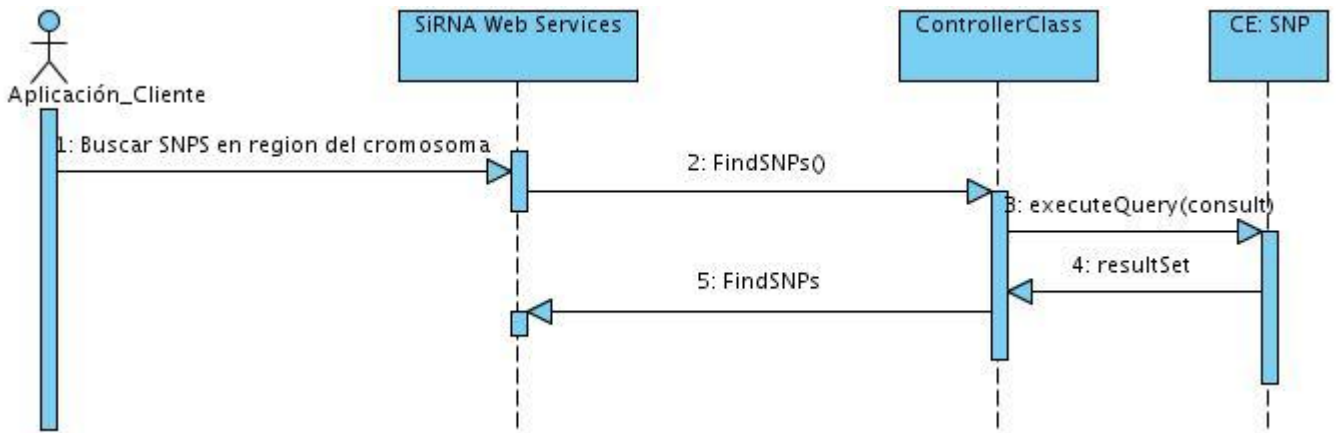 SiRNA Web Services
ControllerClass
CE: SNP
Aplicación_Cliente
1: Buscar SNPS en region del cromosoma
2: FindSNPs()
3: executeQuery(consult)
4: resultSet
5: FindSNPs